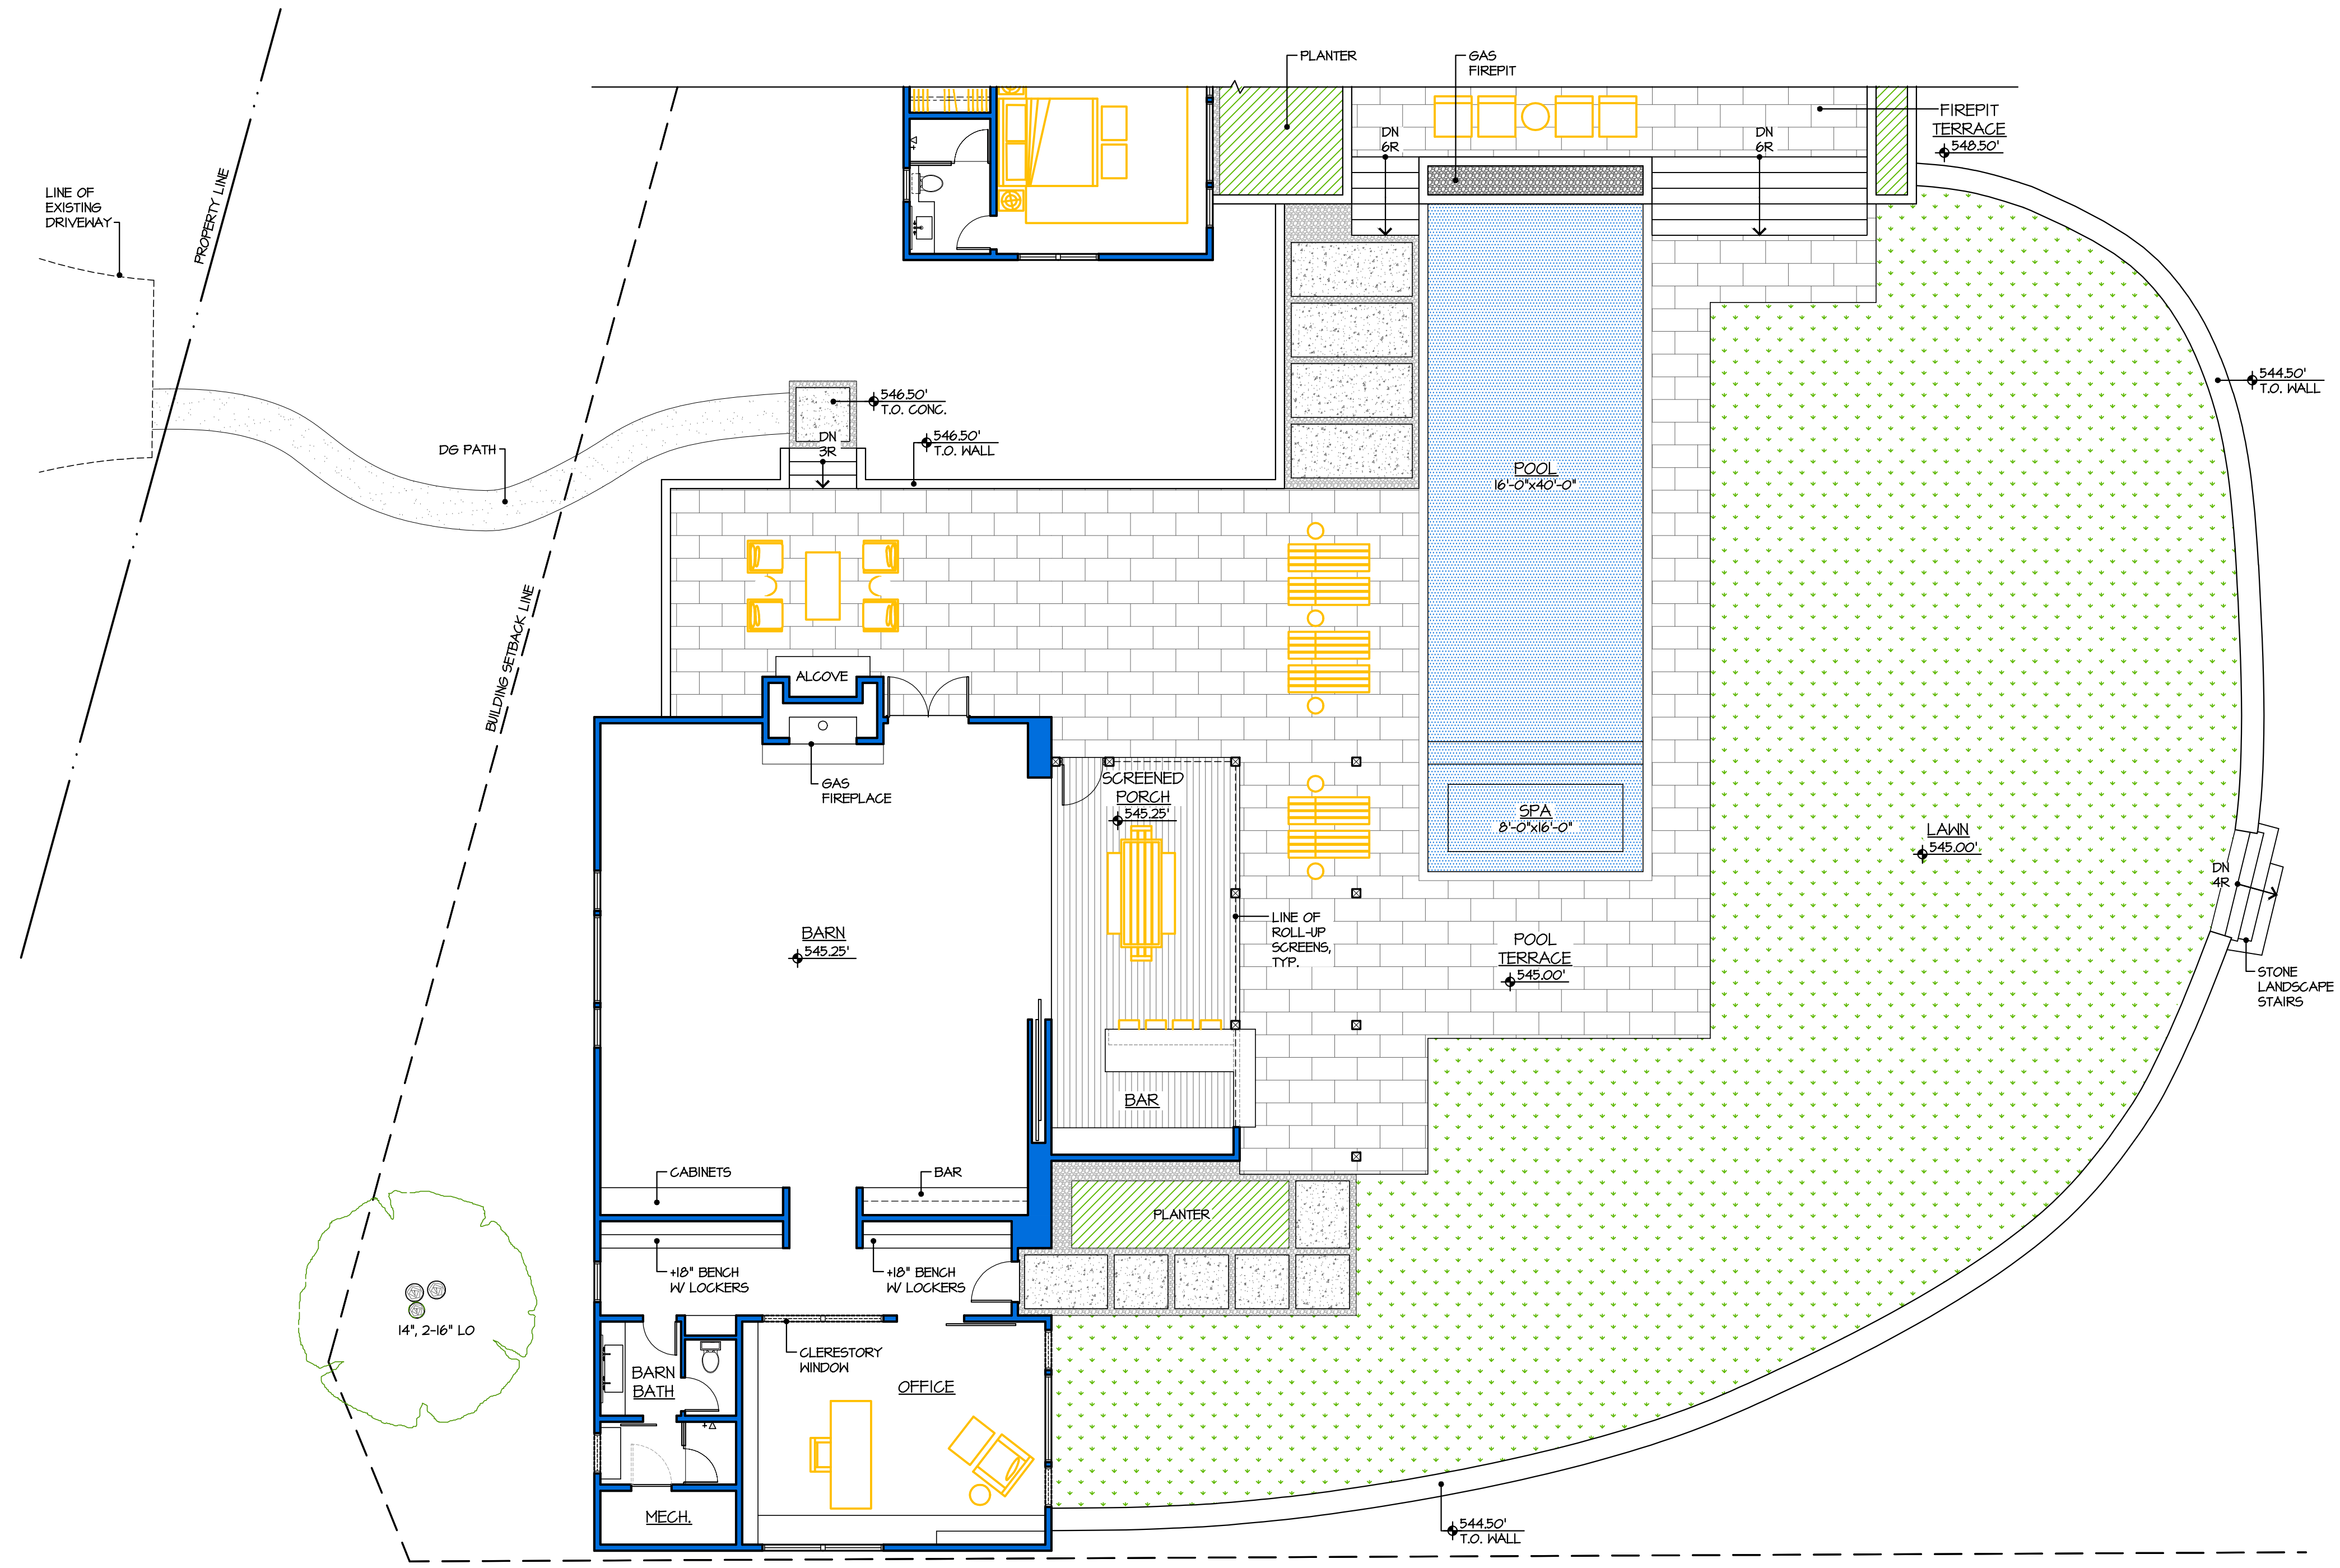 PLANTER
GAS
FIREPIT
FIREPIT
TERRACE
548.50'
DN
6R
DN
6R
LINE OF
EXISTING
DRIVEWAY
PROPERTY LINE
544.50'
T.O. WALL
546.50'
T.O. CONC.
DN
3R
546.50'
T.O. WALL
DG PATH
POOL
16'-0"x40'-0"
BUILDING SETBACK LINE
ALCOVE
GAS
FIREPLACE
SCREENED
PORCH
545.25'
SPA
8'-0"x16'-0"
LAWN
545.00'
DN
4R
BARN
545.25'
LINE OF
ROLL-UP
SCREENS,
TYP.
POOL
TERRACE
545.00'
STONE
LANDSCAPE
STAIRS
BAR
CABINETS
BAR
PLANTER
+18" BENCH
W/ LOCKERS
+18" BENCH
W/ LOCKERS
14", 2-16" LO
CLERESTORY
WINDOW
BARN
BATH
OFFICE
MECH.
544.50'
T.O. WALL